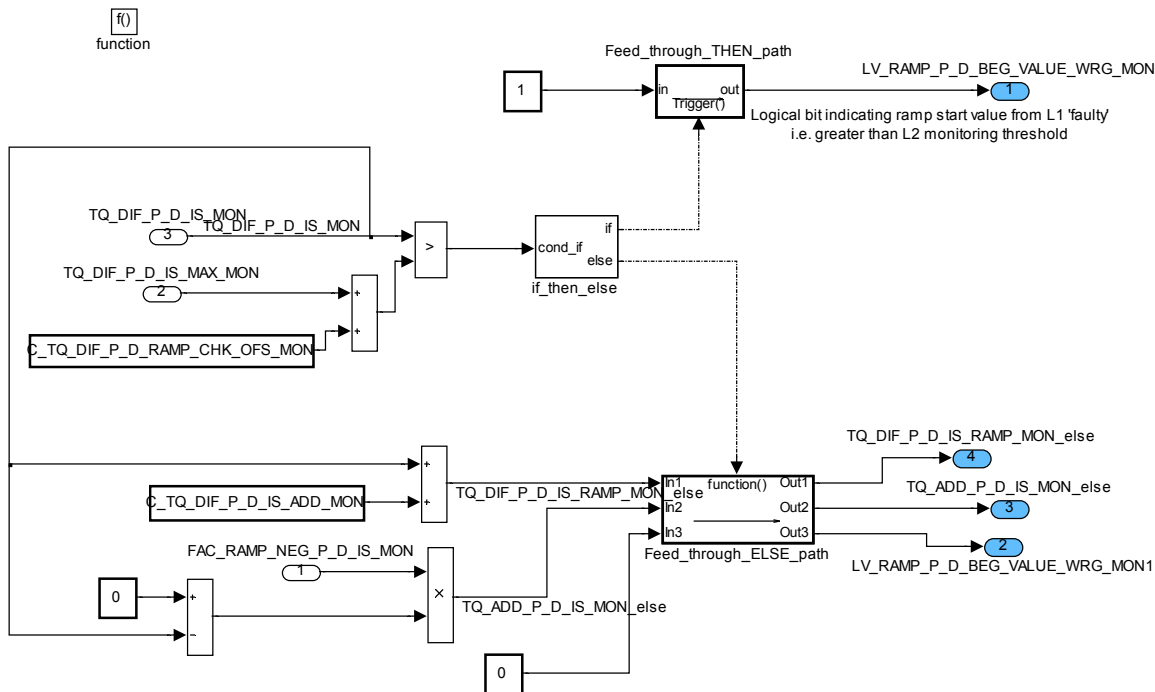 f()
function
Feed_through_THEN_path
1
in
out
Trigger()
LV_RAMP_P_D_BEG_VALUE_WRG_MON
1
Logical bit indicating ramp start value from L1 'faulty'
i.e. greater than L2 monitoring threshold
TQ_DIF_P_D_IS_MON
3
TQ_DIF_P_D_IS_MON
>
cond_if
if
else
if_then_else
TQ_DIF_P_D_IS_MAX_MON
2
+
+
C_TQ_DIF_P_D_RAMP_CHK_OFS_MON
+
+
C_TQ_DIF_P_D_IS_ADD_MON
TQ_DIF_P_D_IS_RAMP_MON_else
In1
In2
In3
function()
Out1
Out2
Out3
Feed_through_ELSE_path
TQ_DIF_P_D_IS_RAMP_MON_else
4
TQ_ADD_P_D_IS_MON_else
3
2
LV_RAMP_P_D_BEG_VALUE_WRG_MON1
FAC_RAMP_NEG_P_D_IS_MON
1
×
TQ_ADD_P_D_IS_MON_else
0
+
−
0